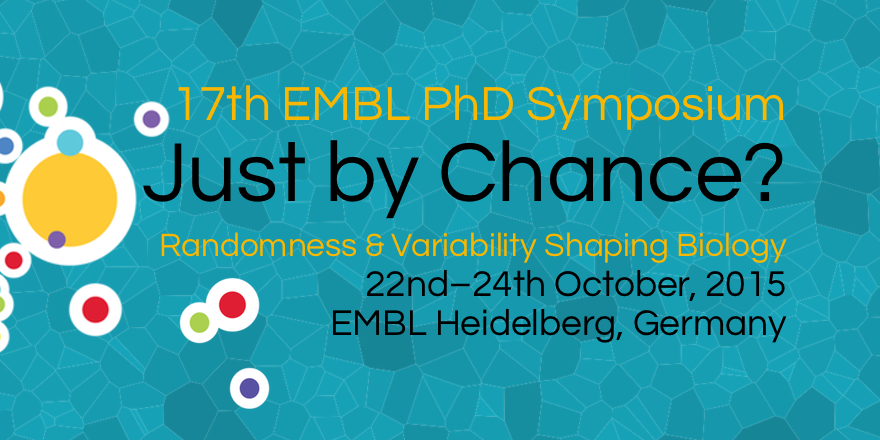 17th EMBL PhD Symposium
Just by Chance?
Randomness & Variability Shaping Biology
22nd–24th October, 2015
EMBL Heidelberg, Germany